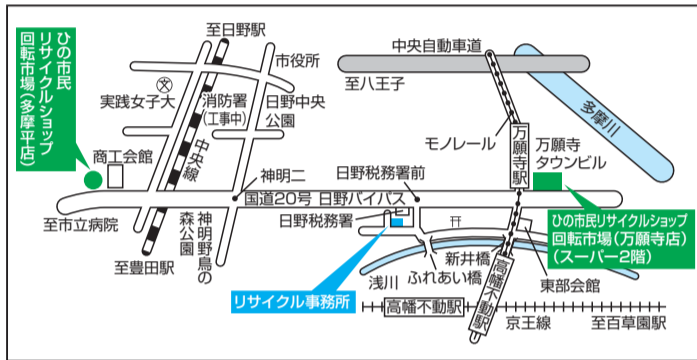 至日野駅
市役所
中央自動車道
至八王子
多摩川
ひの市民
リサイクルショップ
回転市場(多摩平店)
文
実践女子大
消防署
(工事中)
日野中央
公園
モノレール
万願寺駅
万願寺
タウンビル
商工会館
中央線
神明二
日野税務署前
国道20号 日野バイパス
至市立病院
神明野鳥の
森公園
日野税務署
ひの市民リサイクルショップ
回転市場(万願寺店)
(スーパー2階)
至豊田駅
リサイクル事務所
浅川
ふれあい橋
新井橋
東部会館
高幡不動駅
高幡不動駅
京王線
至百草園駅